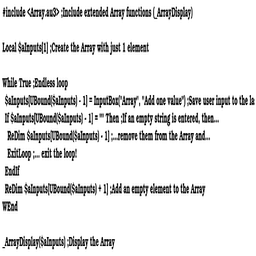 #include <Array.au3> ;Include extended Array functions (_ArrayDisplay)
Local $aInputs[1] ;Create the Array with just 1 element
While True ;Endless loop
$aInputs[UBound($aInputs) - 1] = InputBox("Array", "Add one value") ;Save user input to the la
If $aInputs[UBound($aInputs) - 1] = "" Then ;If an empty string is entered, then...
ReDim $aInputs[UBound($aInputs) - 1] ;...remove them from the Array and...
ExitLoop ;... exit the loop!
EndIf
ReDim $aInputs[UBound($aInputs) + 1] ;Add an empty element to the Array
WEnd
_ArrayDisplay($aInputs) ;Display the Array